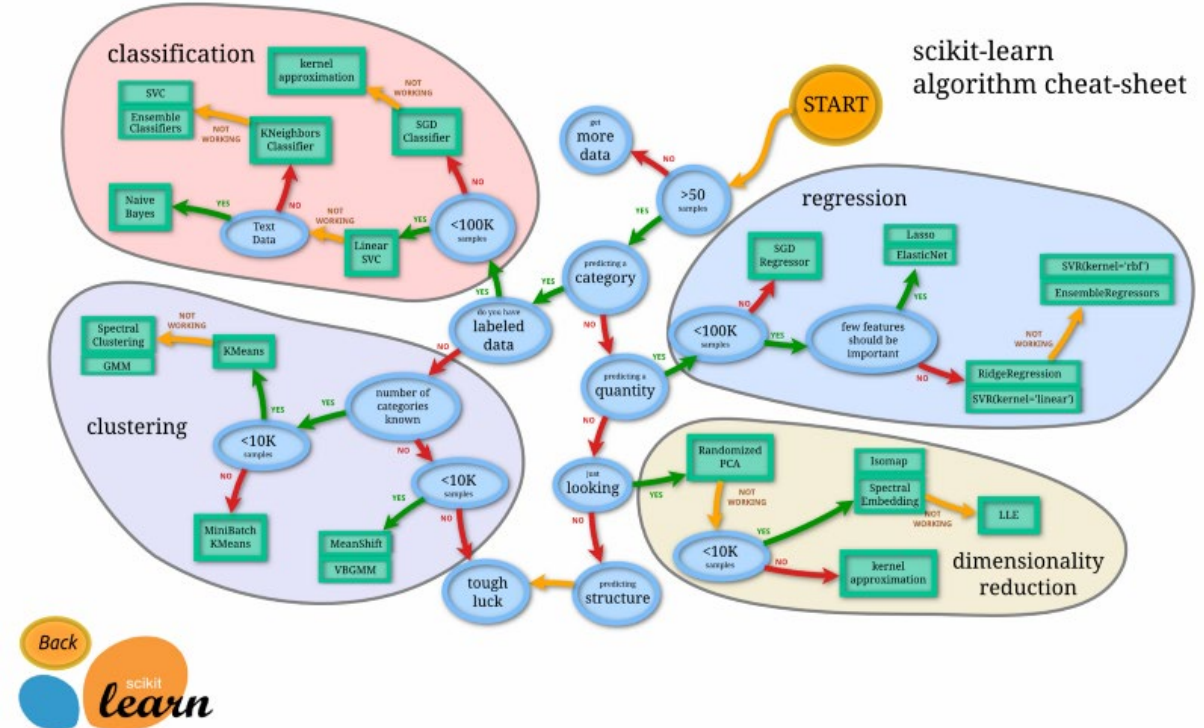 scikit-learn
algorithm cheat-sheet
START
classification
kernel
approximation
NOT
WORKING
SVC
Ensemble
Classifiers
NOT
WORKING
KNeighbors
Classifier
SGD
Classifier
NO
Naive
Bayes
YES
Text
Data
NO
NOT
WORKING
Linear
SVC
YES
<100K
samples
YES
get
more
data
NO
>50
samples
YES
predicting a
category
YES
NO
do you have
labeled
data
NO
predicting a
quantity
YES
NO
just
looking
YES
NO
predicting
structure
tough
luck
regression
SGD
Regressor
NO
<100K
samples
YES
Lasso
ElasticNet
YES
few features
should be
important
NO
SVR(kernel='rbf')
EnsembleRegressors
NOT
WORKING
RidgeRegression
SVR(kernel='linear')
clustering
Spectral
Clustering
GMM
NOT
WORKING
KMeans
YES
<10K
samples
YES
NO
number of
categories
known
NO
<10K
samples
YES
NO
MiniBatch
KMeans
MeanShift
VBGMM
Randomized
PCA
NOT
WORKING
<10K
samples
YES
NO
Isomap
Spectral
Embedding
NOT
WORKING
LLE
kernel
approximation
dimensionality
reduction
Back
scikit
learn